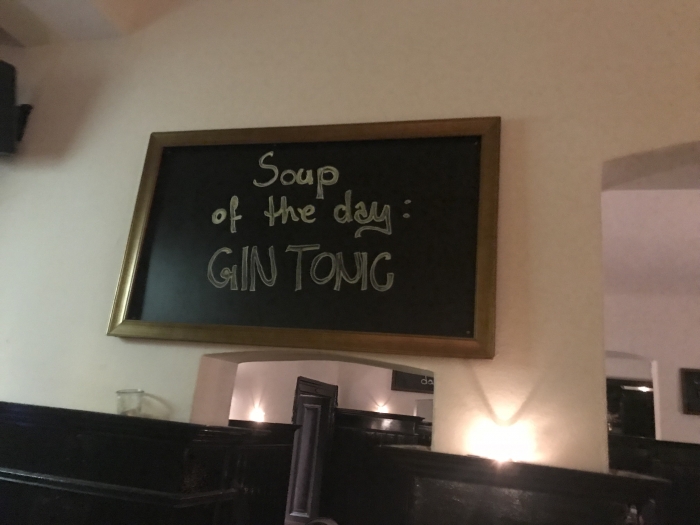 Soup
of the day:
GIN TONIC